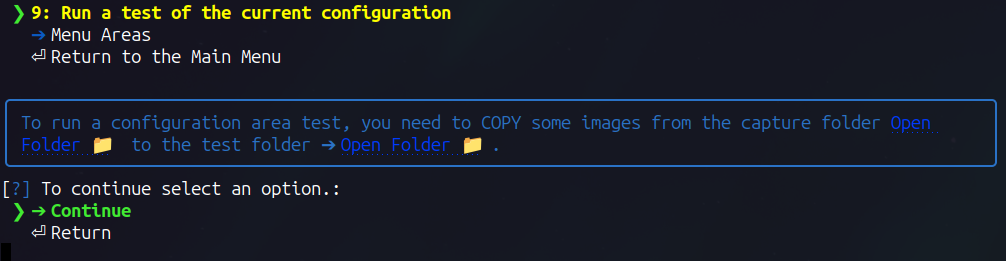 ❯ 9: Run a test of the current configuration
➔ Menu Areas
⏎ Return to the Main Menu
To run a configuration area test, you need to COPY some images from the capture folder Open
Folder 📁 to the test folder ➔ Open Folder 📁 .
[?] To continue select an option.:
❯ ➔ Continue
⏎ Return